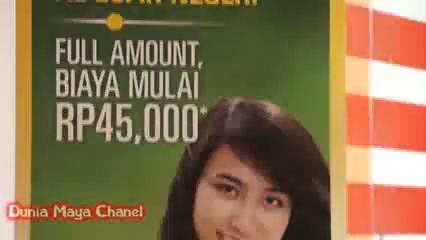 FULL AMOUNT,
BIAYA MULAI
RP45,000*
Dunia Maya Chanel